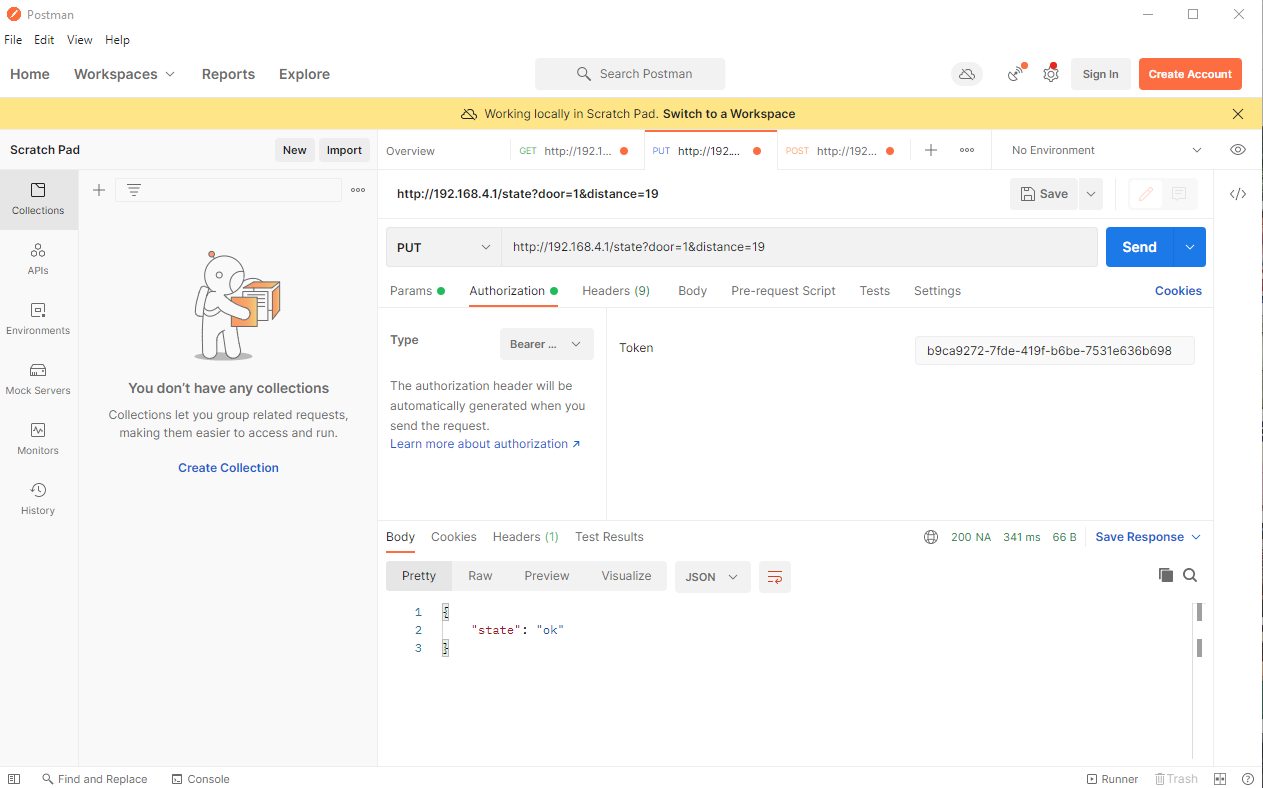 Postman
File Edit View Help
Home Workspaces Reports Explore Search Postman Sign In Create Account
Working locally in Scratch Pad. Switch to a Workspace
Scratch Pad New Import
Overview GET http://192.1... PUT http://192.... POST http://192... No Environment
Collections
APIs
Environments
Mock Servers
Monitors
History
You don't have any collections
Collections let you group related requests,
making them easier to access and run.
Create Collection
http://192.168.4.1/state?door=1&distance=19 Save
PUT http://192.168.4.1/state?door=1&distance=19 Send
Params Authorization Headers (9) Body Pre-request Script Tests Settings Cookies
Type Bearer ...
The authorization header will be
automatically generated when you
send the request.
Learn more about authorization ↗
Token b9ca9272-7fde-419f-b6be-7531e636b698
Body Cookies Headers (1) Test Results 200 NA 341 ms 66 B Save Response
Pretty Raw Preview Visualize JSON
1 {
2 "state": "ok"
3 }
Find and Replace Console Runner Trash